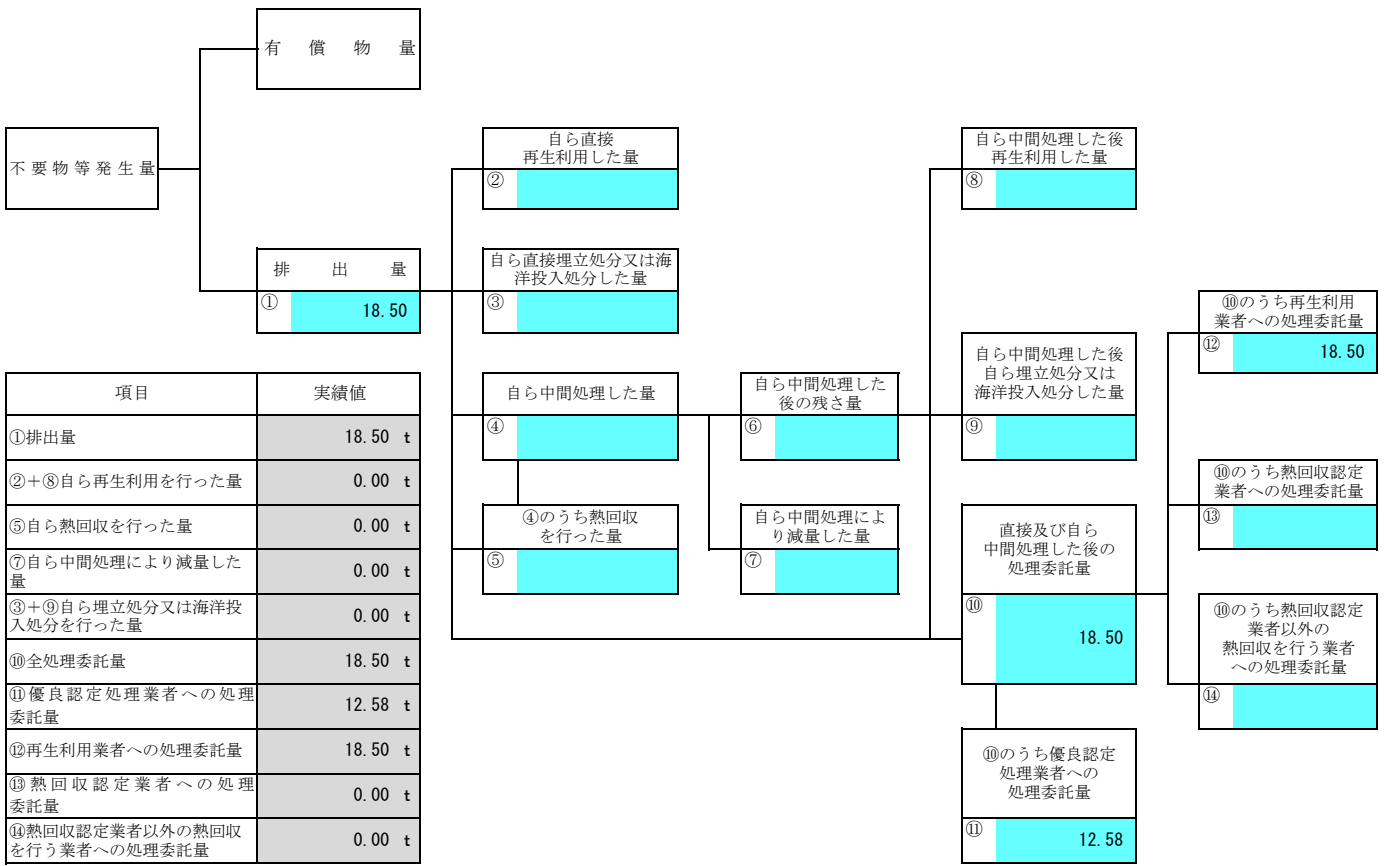 有償物量
不要物等発生量
自ら直接
再生利用した量
②
自ら中間処理した後
再生利用した量
⑧
排出量
① 18.50
自ら直接埋立処分又は海
洋投入処分した量
③
⑩のうち再生利用
業者への処理委託量
⑫ 18.50
自ら中間処理した後
自ら埋立処分又は
海洋投入処分した量
⑨
自ら中間処理した量
④
自ら中間処理した
後の残さ量
⑥
⑩のうち熱回収認定
業者への処理委託量
⑬
④のうち熱回収
を行った量
⑤
自ら中間処理によ
り減量した量
⑦
直接及び自ら
中間処理した後の
処理委託量
⑩ 18.50
⑩のうち熱回収認定
業者以外の
熱回収を行う業者
への処理委託量
⑭
⑩のうち優良認定
処理業者への
処理委託量
⑪ 12.58
項目 実績値
①排出量 18.50 t
②+⑧自ら再生利用を行った量 0.00 t
⑤自ら熱回収を行った量 0.00 t
⑦自ら中間処理により減量した
量 0.00 t
③+⑨自ら埋立処分又は海洋投
入処分を行った量 0.00 t
⑩全処理委託量 18.50 t
⑪優良認定処理業者への処理
委託量 12.58 t
⑫再生利用業者への処理委託量 18.50 t
⑬熱回収認定業者への処理
委託量 0.00 t
⑭熱回収認定業者以外の熱回収
を行う業者への処理委託量 0.00 t